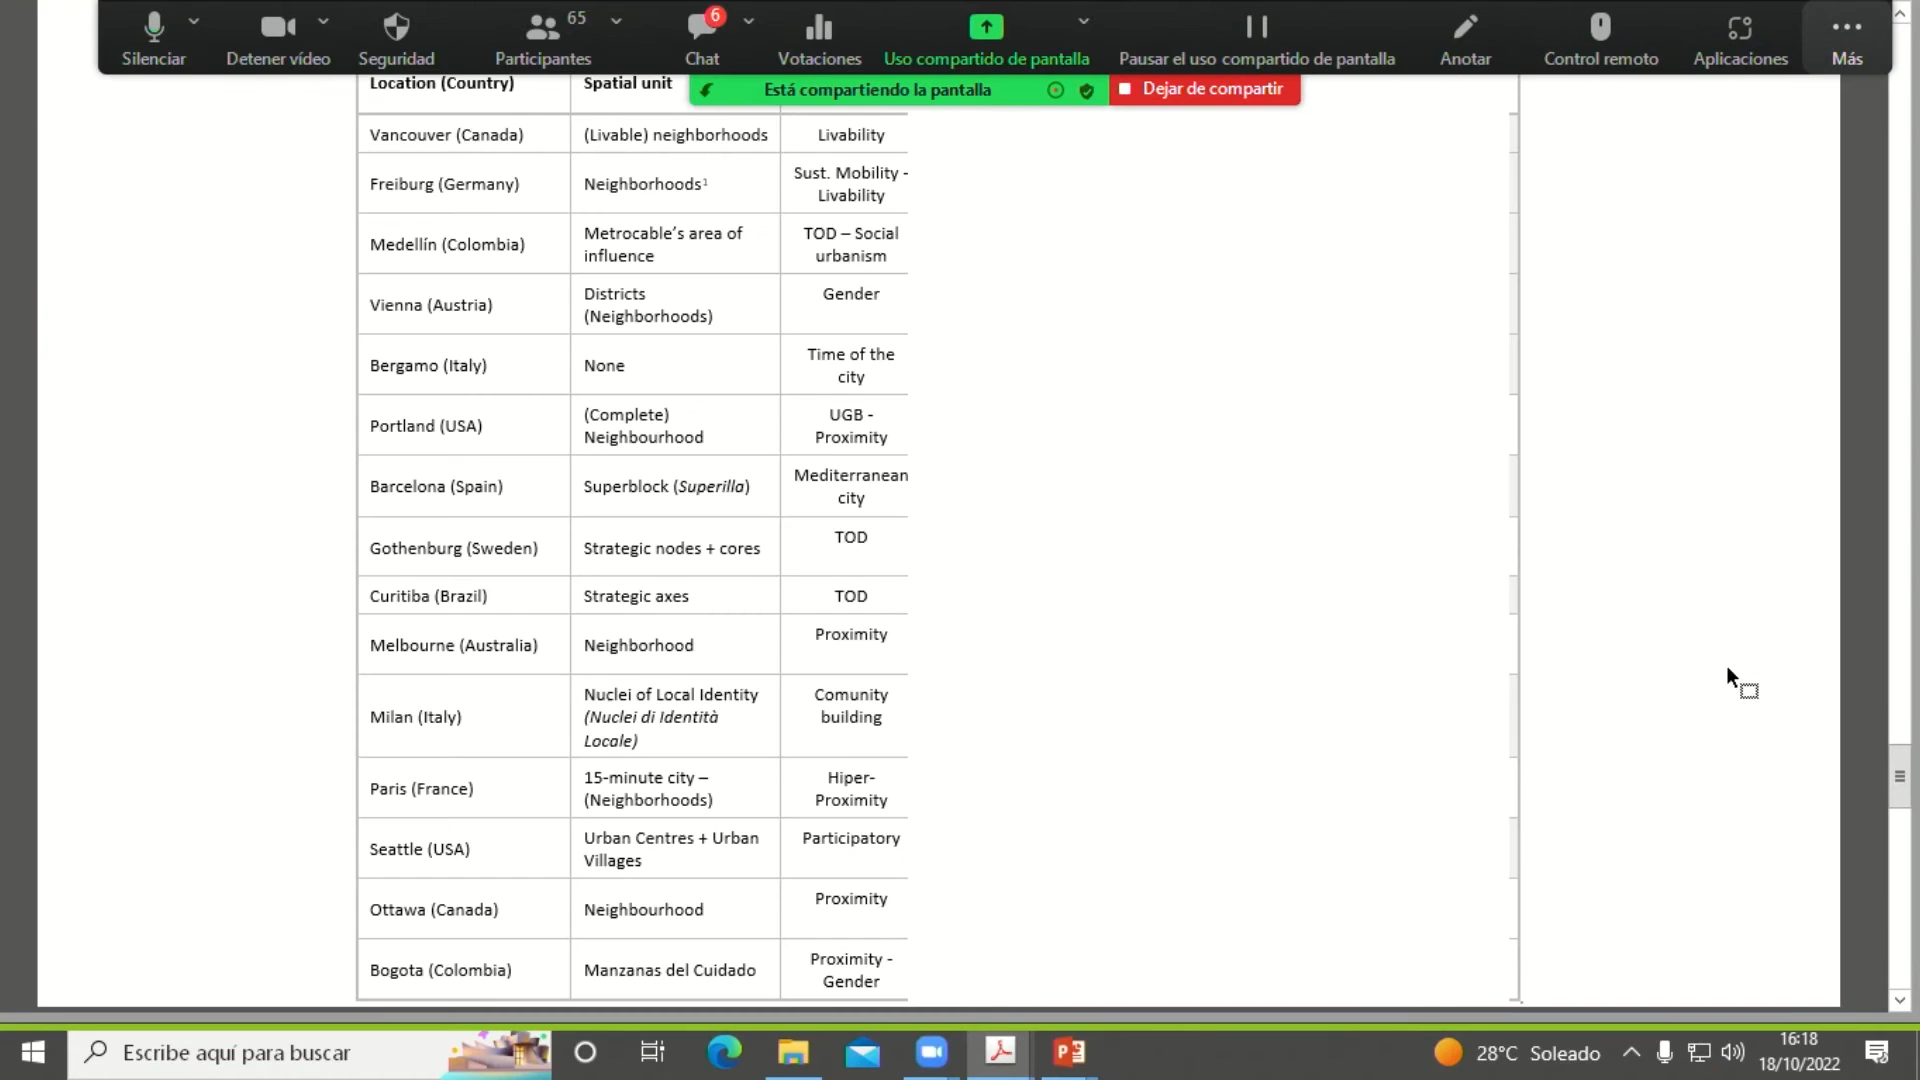 65
6
Silenciar
Detener vídeo
Seguridad
Participantes
Chat
Votaciones
Uso compartido de pantalla
Pausar el uso compartido de pantalla
Anotar
Control remoto
Aplicaciones
Más
Está compartiendo la pantalla
Dejar de compartir
Location (Country)
Spatial unit
Vancouver (Canada)
(Livable) neighborhoods
Livability
Freiburg (Germany)
Neighborhoods¹
Sust. Mobility -
Livability
Medellín (Colombia)
Metrocable’s area of
influence
TOD – Social
urbanism
Vienna (Austria)
Districts
(Neighborhoods)
Gender
Bergamo (Italy)
None
Time of the
city
Portland (USA)
(Complete)
Neighbourhood
UGB -
Proximity
Barcelona (Spain)
Superblock (Superilla)
Mediterranean
city
Gothenburg (Sweden)
Strategic nodes + cores
TOD
Curitiba (Brazil)
Strategic axes
TOD
Melbourne (Australia)
Neighborhood
Proximity
Milan (Italy)
Nuclei of Local Identity
(Nuclei di Identità
Locale)
Comunity
building
Paris (France)
15-minute city –
(Neighborhoods)
Hiper-
Proximity
Seattle (USA)
Urban Centres + Urban
Villages
Participatory
Ottawa (Canada)
Neighbourhood
Proximity
Bogota (Colombia)
Manzanas del Cuidado
Proximity -
Gender
Escribe aquí para buscar
28°C Soleado
16:18
18/10/2022